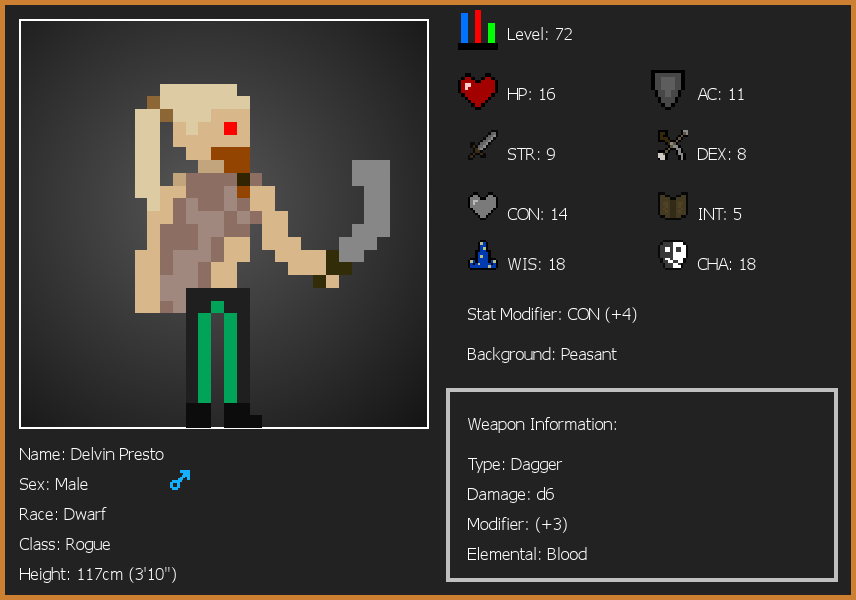 Level: 72
HP: 16
AC: 11
STR: 9
DEX: 8
CON: 14
INT: 5
WIS: 18
CHA: 18
Stat Modifier: CON (+4)
Background: Peasant
Weapon Information:
Type: Dagger
Damage: d6
Modifier: (+3)
Elemental: Blood
Name: Delvin Presto
Sex: Male
Race: Dwarf
Class: Rogue
Height: 117cm (3'10")